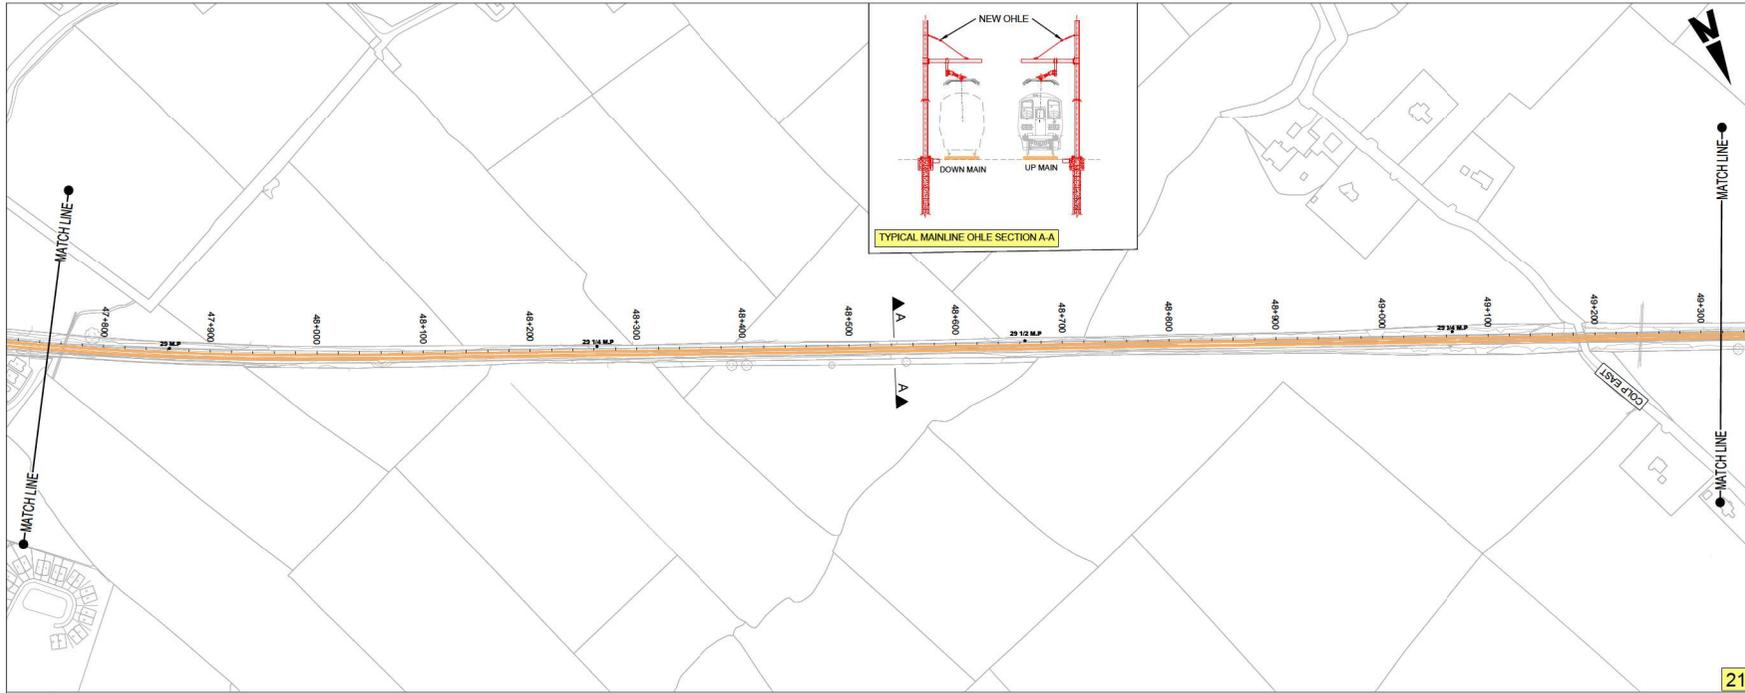 NEW OHLE
N
DOWN MAIN
UP MAIN
TYPICAL MAINLINE OHLE SECTION A-A
MATCH LINE
MATCH LINE
47+800
47+900
48+000
48+100
48+200
48+300
48+400
48+500
48+600
48+700
48+800
48+900
49+000
49+100
49+200
49+300
29 M.P
29 1/4 M.P
29 1/2 M.P
29 3/4 M.P
A
A
COLP EAST
MATCH LINE
MATCH LINE
21